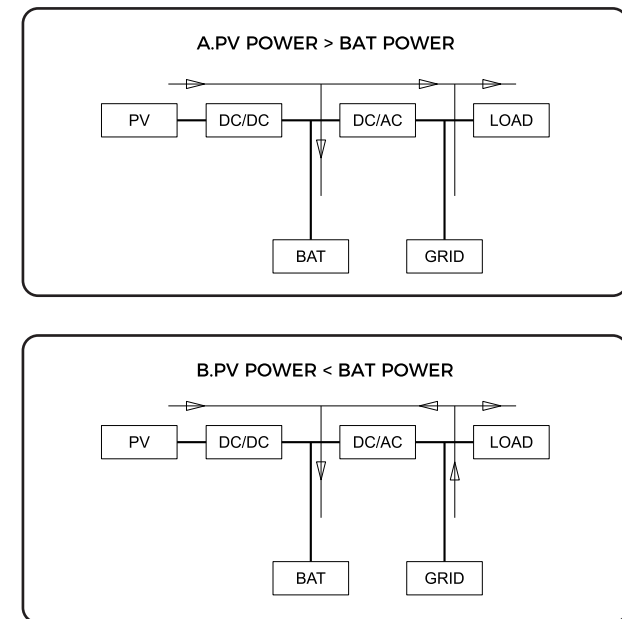 A.PV POWER > BAT POWER
PV DC/DC DC/AC LOAD
BAT GRID
B.PV POWER < BAT POWER
PV DC/DC DC/AC LOAD
BAT GRID